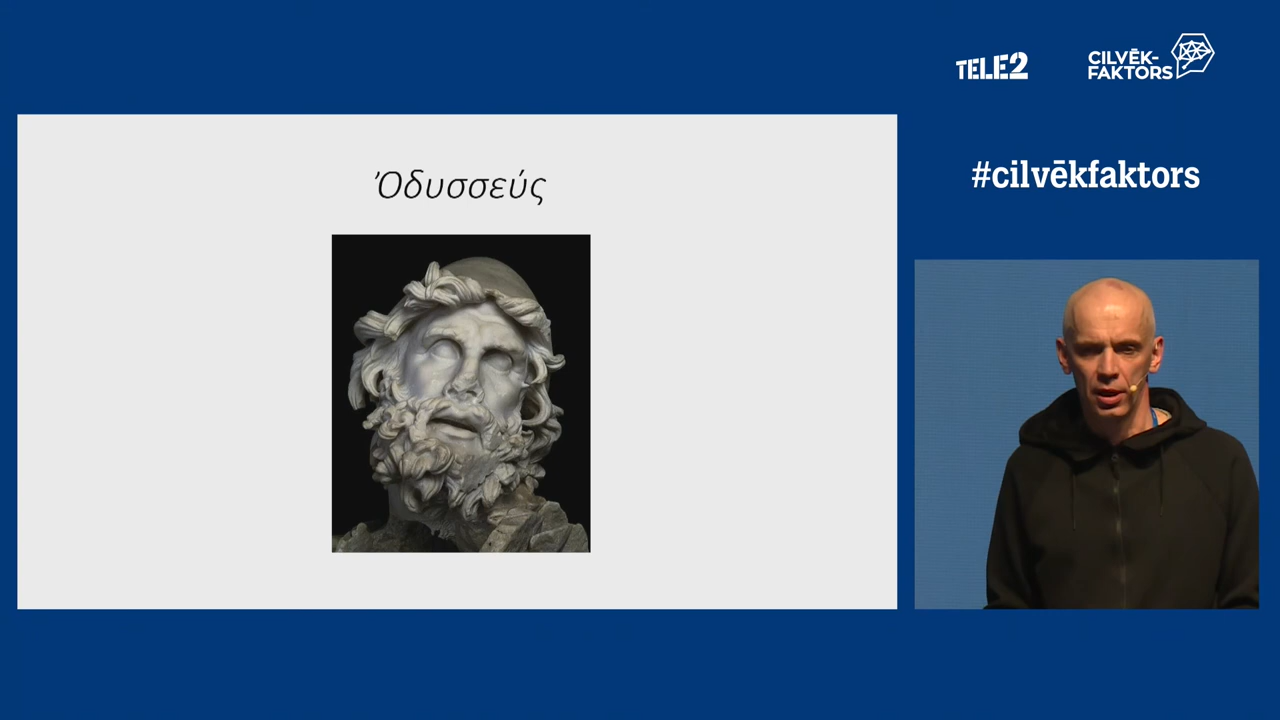 TELE2
CILVĒK-
FAKTORS
#cilvēkfaktors
Ὀδυσσεύς